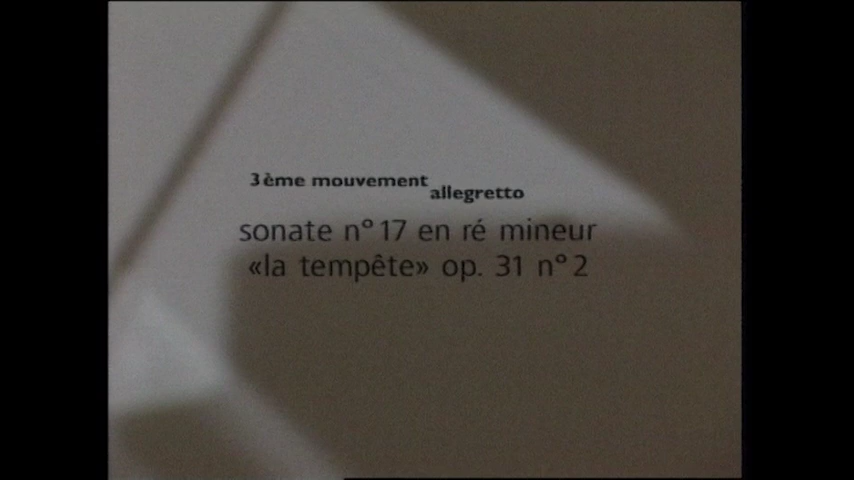 3ème mouvement
allegretto
sonate n° 17 en ré mineur
«la tempête» op. 31 n° 2